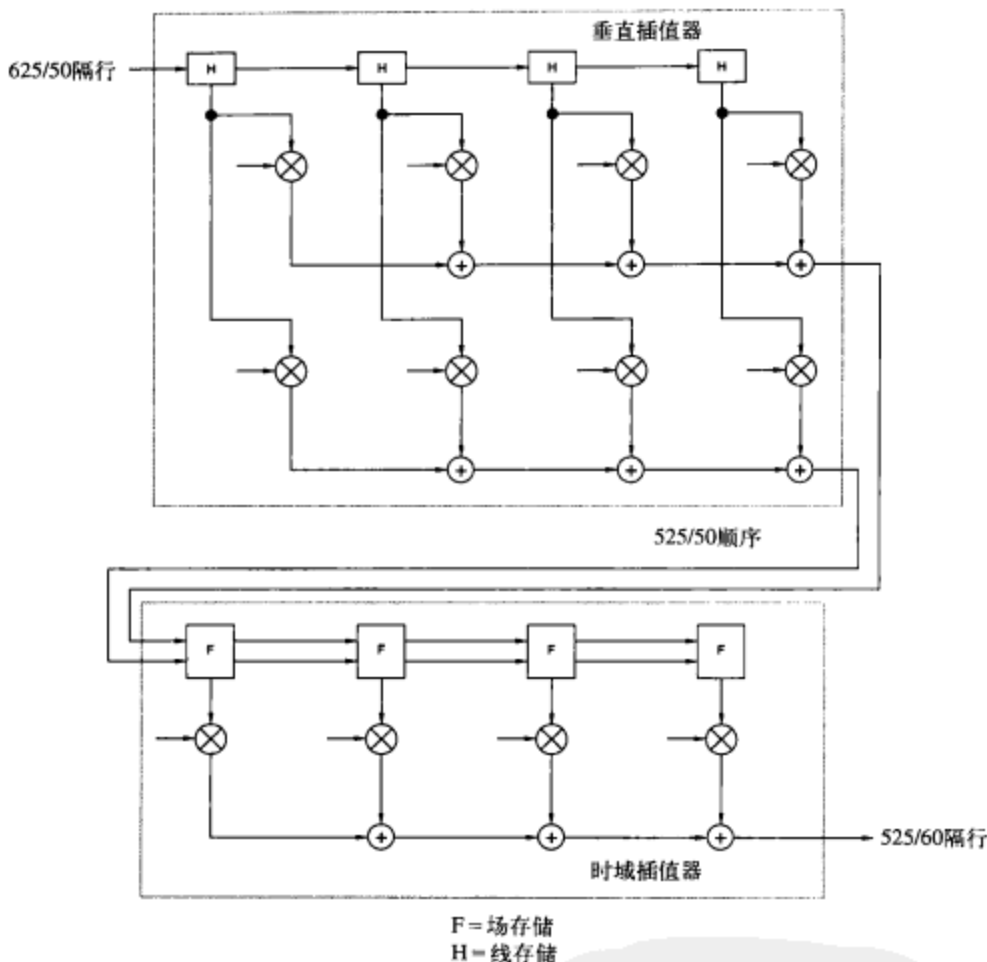 垂直插值器
625/50隔行
H H H H
525/50顺序
F F F F
525/60隔行
时域插值器
F=场存储
H=线存储